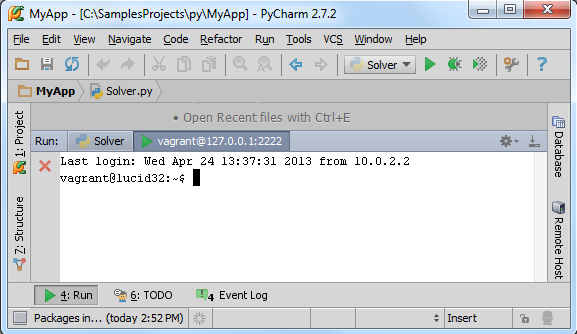 MyApp - [C:\SamplesProjects\py\MyApp] - PyCharm 2.7.2
File Edit View Navigate Code Refactor Run Tools VCS Window Help
Solver
MyApp Solver.py
1: Project
7: Structure
• Open Recent files with Ctrl+E
Run: Solver vagrant@127.0.0.1:2222
Last login: Wed Apr 24 13:37:31 2013 from 10.0.2.2
vagrant@lucid32:~$
Database
Remote Host
4: Run 6: TODO 4 Event Log
Packages in... (today 2:52 PM) Insert